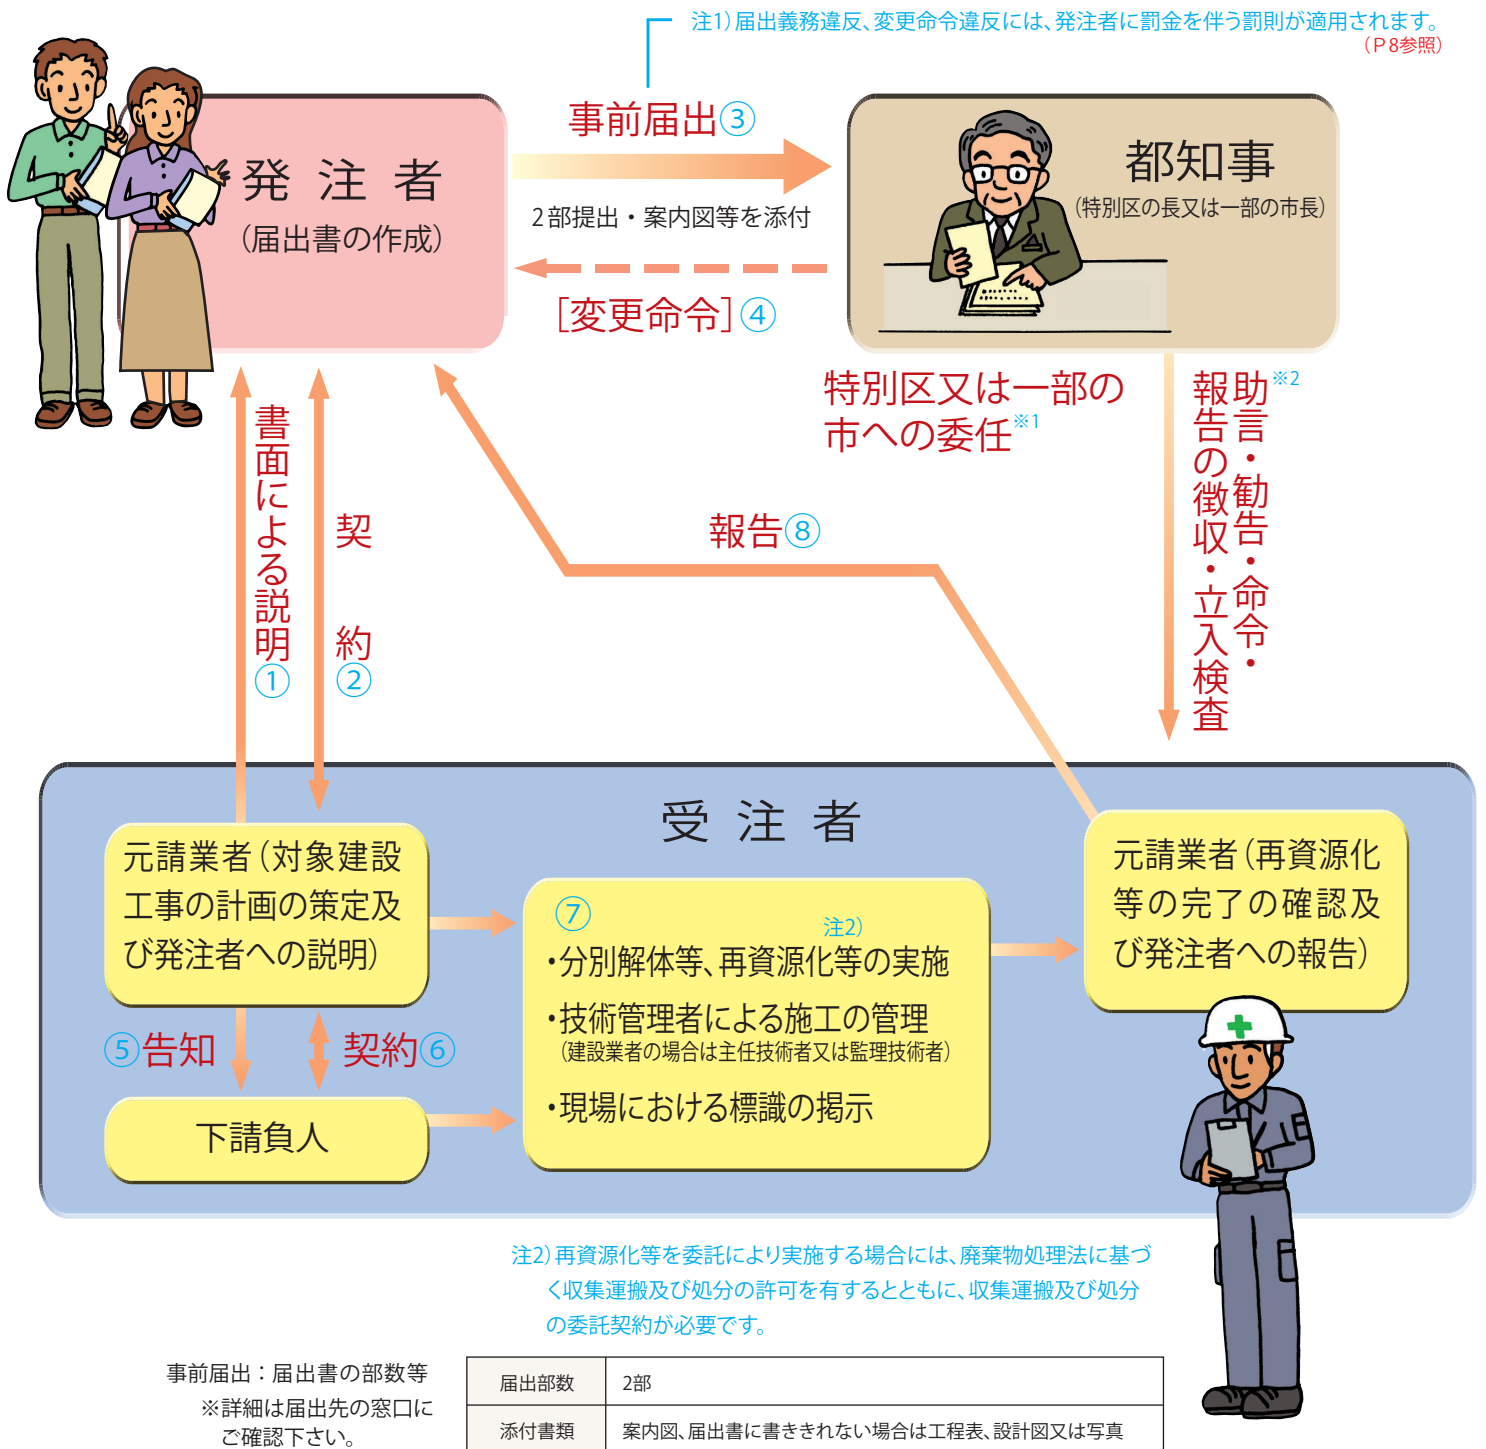 注1)届出義務違反、変更命令違反には、発注者に罰金を伴う罰則が適用されます。
(P8参照)
事前届出③
発注者
(届出書の作成)
2部提出・案内図等を添付
[変更命令]④
都知事
(特別区の長又は一部の市長)
特別区又は一部の
市への委任※1
助言・勧告・命令・※2
報告の徴収・立入検査
書面による説明①
契約②
報告⑧
受注者
元請業者(対象建設
工事の計画の策定及
び発注者への説明)
⑤告知
契約⑥
下請負人
⑦
注2)
・分別解体等、再資源化等の実施
・技術管理者による施工の管理
(建設業者の場合は主任技術者又は監理技術者)
・現場における標識の掲示
元請業者(再資源化
等の完了の確認及
び発注者への報告)
注2)再資源化等を委託により実施する場合には、廃棄物処理法に基づ
く収集運搬及び処分の許可を有するとともに、収集運搬及び処分
の委託契約が必要です。
事前届出：届出書の部数等
※詳細は届出先の窓口に
ご確認下さい。
届出部数 2部
添付書類 案内図、届出書に書ききれない場合は工程表、設計図又は写真